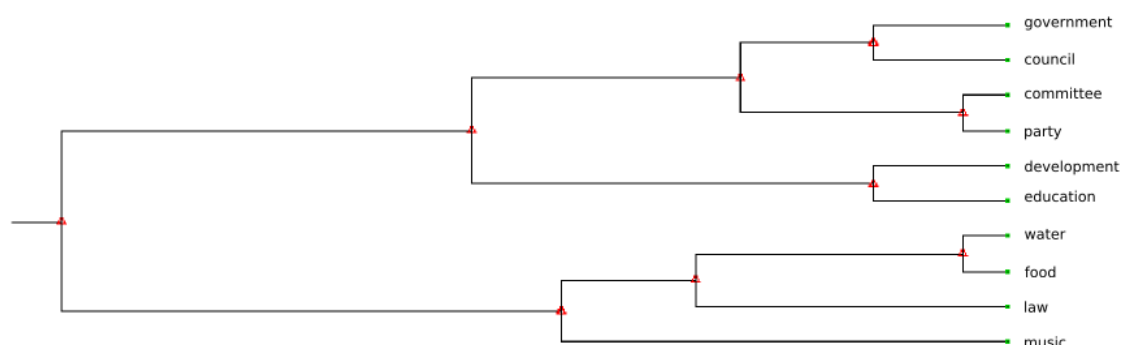 government
council
committee
party
development
education
water
food
law
music